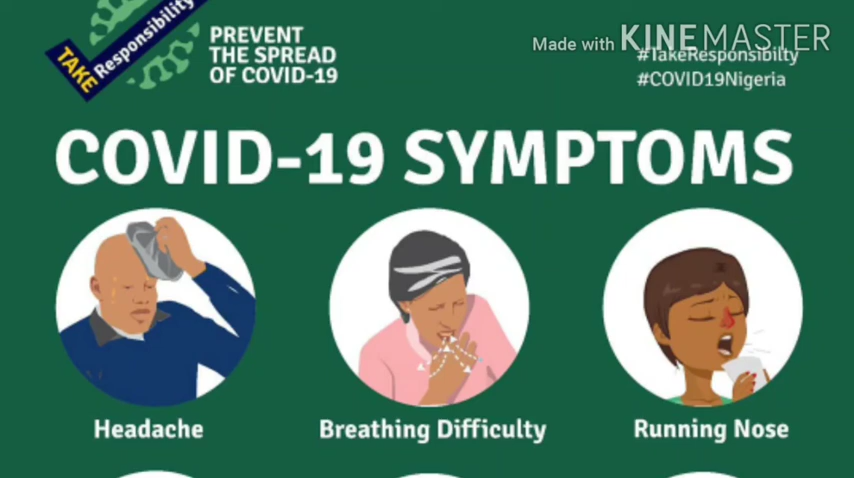 TAKE Responsibility
PREVENT
THE SPREAD
OF COVID-19
Made with KINEMASTER
#TakeResponsibilty
#COVID19Nigeria
COVID-19 SYMPTOMS
Headache
Breathing Difficulty
Running Nose